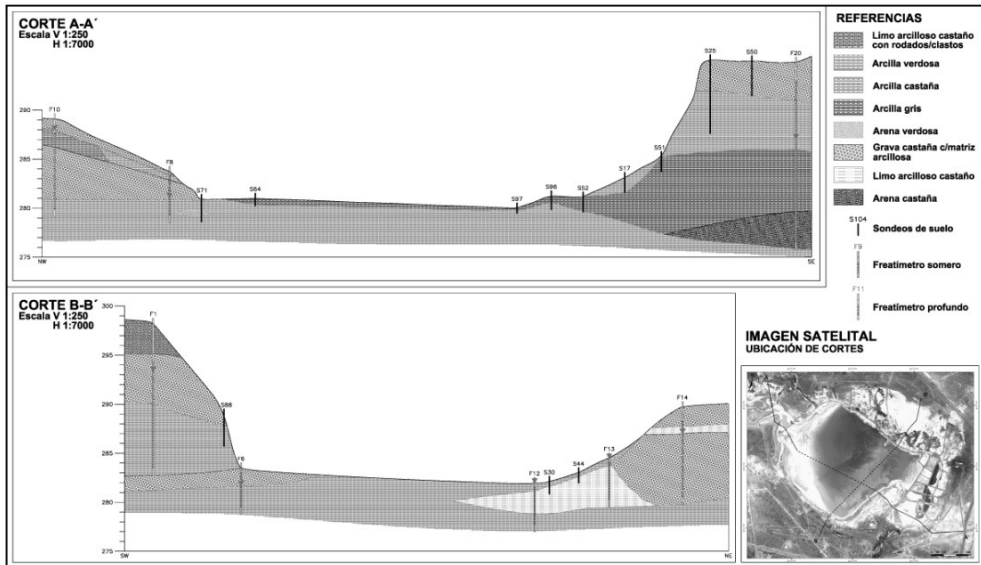 CORTE A-A´
Escala V 1:250
H 1:7000
290
285
280
275
F10
F8
S71
S64
S97
S96
S52
S17
S51
S25
S50
F20
NW
SE
CORTE B-B´
Escala V 1:250
H 1:7000
300
295
290
285
280
275
F1
S88
F6
F12
S30
S44
F13
F14
SW
NE
REFERENCIAS
Limo arcilloso castaño
con rodados/clastos
Arcilla verdosa
Arcilla castaña
Arcilla gris
Arena verdosa
Grava castaña c/matriz
arcillosa
Limo arcilloso castaño
Arena castaña
S104
Sondeos de suelo
F9
Freatímetro somero
F11
Freatímetro profundo
IMAGEN SATELITAL
UBICACIÓN DE CORTES